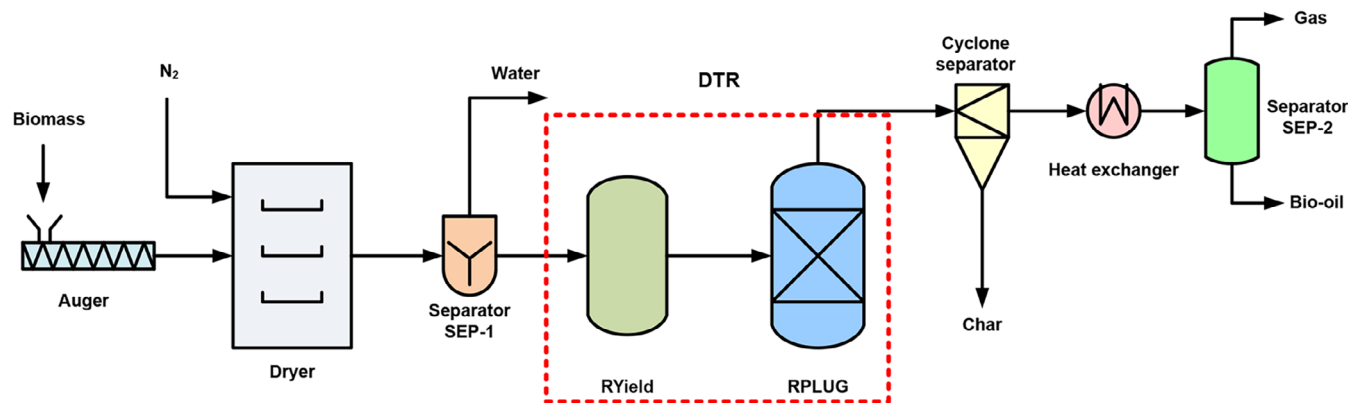 Gas
Cyclone
separator
N₂
Water
DTR
Biomass
Separator
SEP-2
Heat exchanger
Bio-oil
Auger
Separator
SEP-1
Char
Dryer
RYield
RPLUG